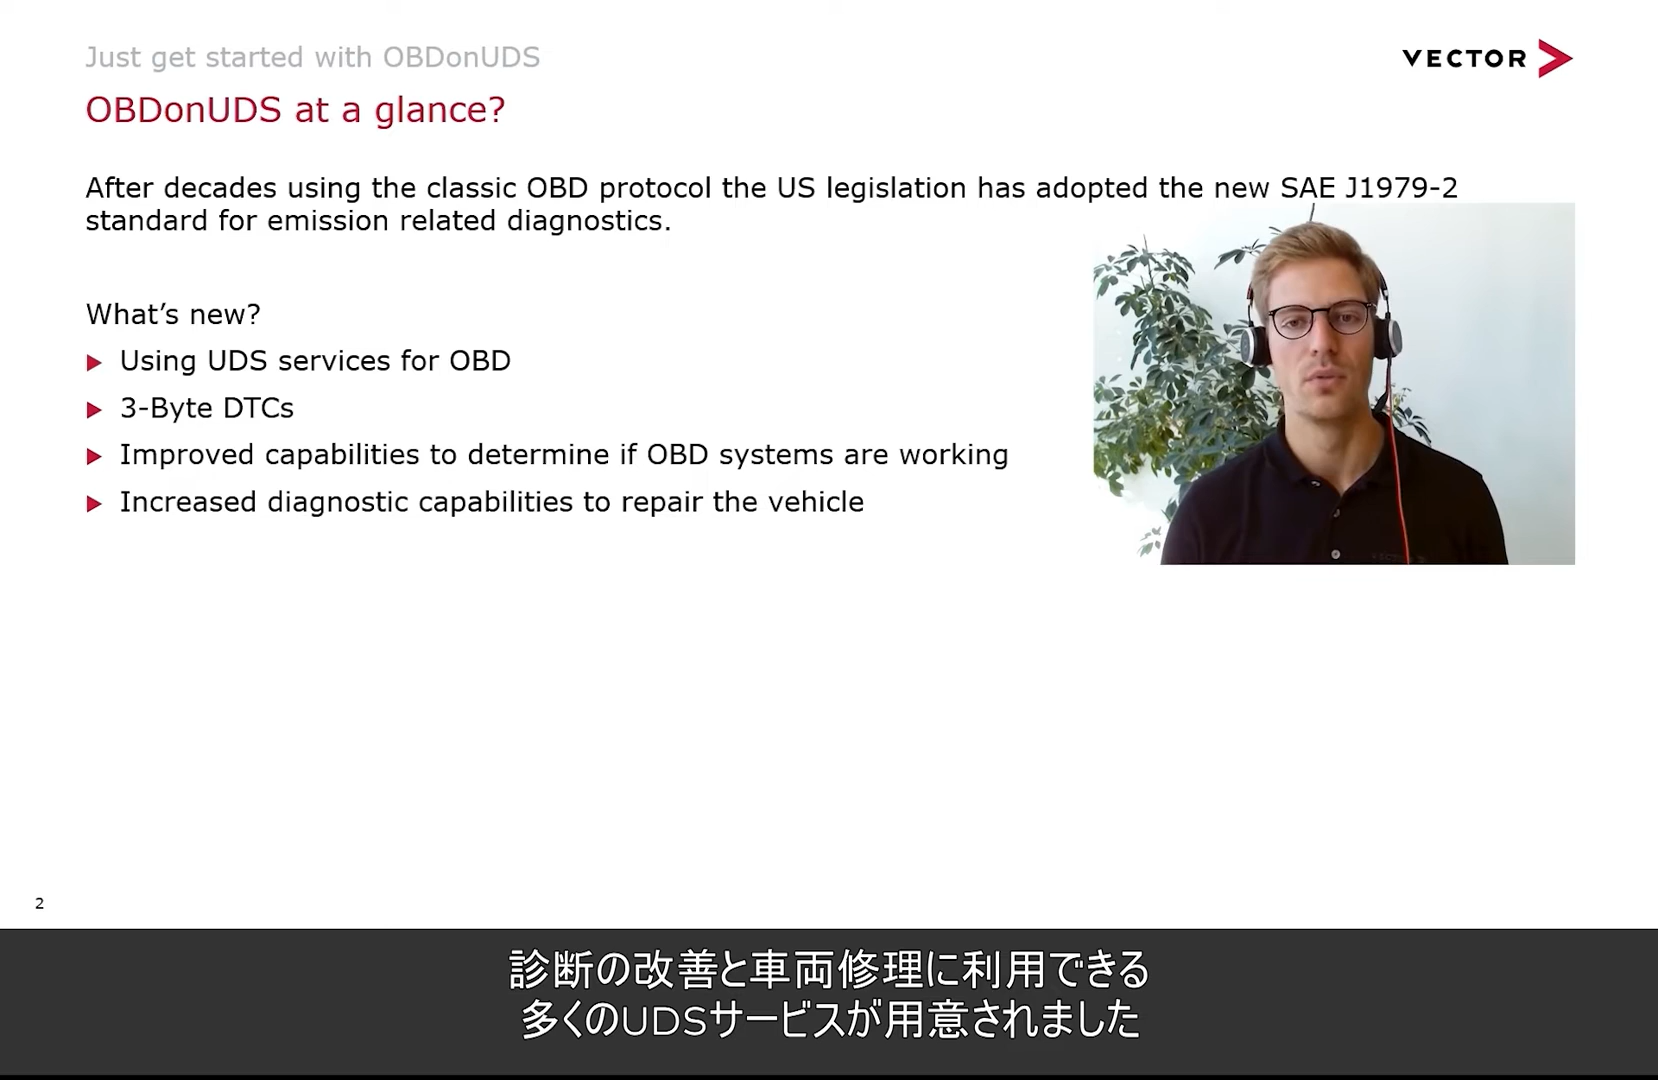 Just get started with OBDonUDS
VECTOR
OBDonUDS at a glance?
After decades using the classic OBD protocol the US legislation has adopted the new SAE J1979-2
standard for emission related diagnostics.
What’s new?
Using UDS services for OBD
3-Byte DTCs
Improved capabilities to determine if OBD systems are working
Increased diagnostic capabilities to repair the vehicle
2
診断の改善と車両修理に利用できる
多くのUDSサービスが用意されました